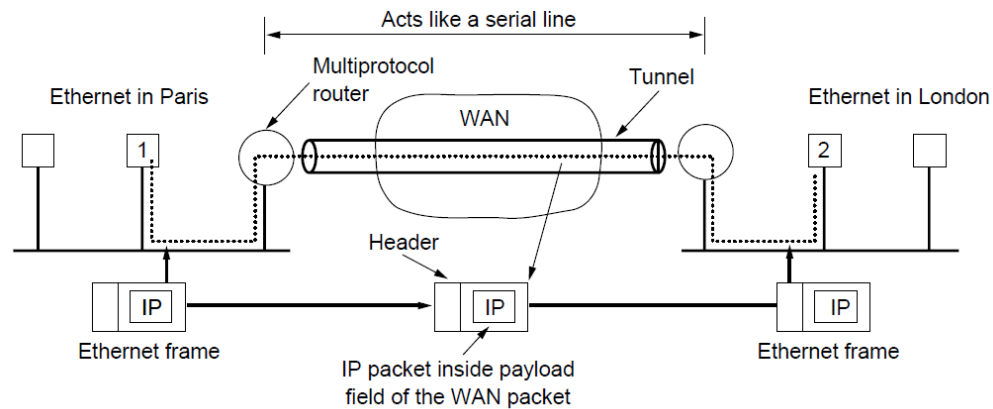 Acts like a serial line
Multiprotocol
router
Tunnel
Ethernet in Paris
Ethernet in London
WAN
1
2
Header
IP
IP
IP
Ethernet frame
Ethernet frame
IP packet inside payload
field of the WAN packet